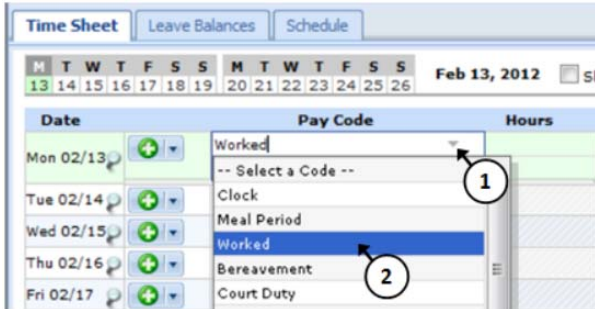 Time Sheet Leave Balances Schedule
M T W T F S S M T W T F S S
13 14 15 16 17 18 19 20 21 22 23 24 25 26
Feb 13, 2012
Date Pay Code Hours
Mon 02/13 Worked
-- Select a Code --
1
Tue 02/14 Clock
Meal Period
Wed 02/15 Worked
Thu 02/16 Bereavement
2
Fri 02/17 Court Duty